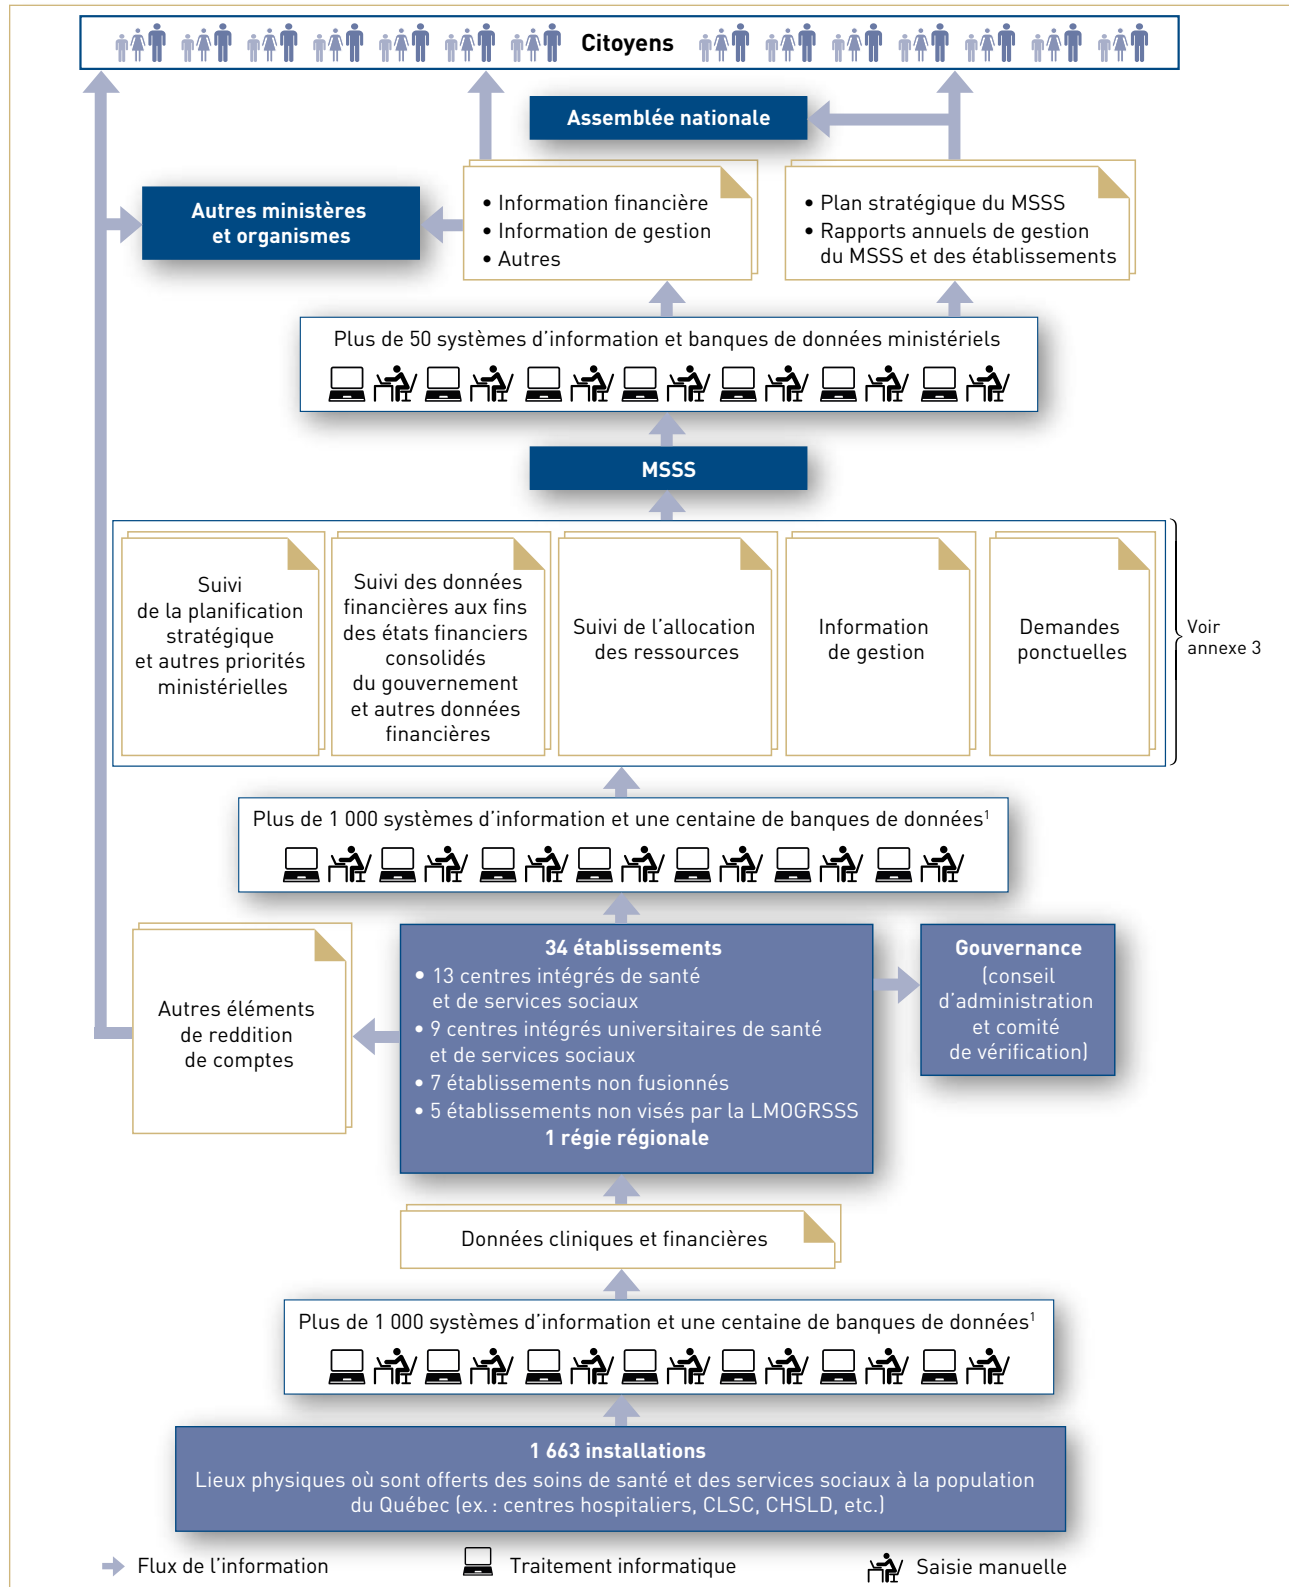 Citoyens
Assemblée nationale
Autres ministères
et organismes
• Information financière
• Information de gestion
• Autres
• Plan stratégique du MSSS
• Rapports annuels de gestion
du MSSS et des établissements
Plus de 50 systèmes d’information et banques de données ministériels
MSSS
Suivi
de la planification
stratégique
et autres priorités
ministérielles
Suivi des données
financières aux fins
des états financiers
consolidés
du gouvernement
et autres données
financières
Suivi de l’allocation
des ressources
Information
de gestion
Demandes
ponctuelles
Voir
annexe 3
Plus de 1 000 systèmes d’information et une centaine de banques de données¹
Autres éléments
de reddition
de comptes
34 établissements
• 13 centres intégrés de santé
et de services sociaux
• 9 centres intégrés universitaires de santé
et de services sociaux
• 7 établissements non fusionnés
• 5 établissements non visés par la LMOGRSSS
1 régie régionale
Gouvernance
(conseil
d’administration
et comité
de vérification)
Données cliniques et financières
Plus de 1 000 systèmes d’information et une centaine de banques de données¹
1 663 installations
Lieux physiques où sont offerts des soins de santé et des services sociaux à la population
du Québec (ex. : centres hospitaliers, CLSC, CHSLD, etc.)
Flux de l’information
Traitement informatique
Saisie manuelle